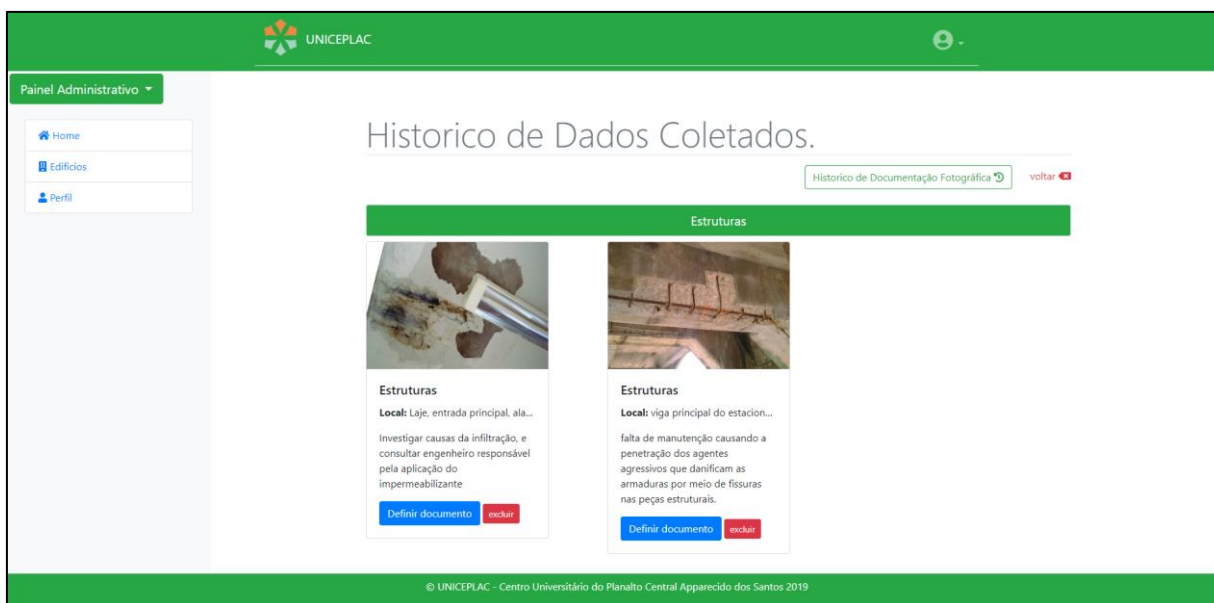 UNICEPLAC
Painel Administrativo
Home
Edificios
Perfil
Historico de Dados Coletados.
Historico de Documentação Fotográfica
voltar
Estruturas
Estruturas
Local: Laje, entrada principal, ala...
Investigar causas da infiltração, e
consultar engenheiro responsável
pela aplicação do
impermeabilizante
Definir documento
excluir
Estruturas
Local: viga principal do estacion...
falta de manutenção causando a
penetração dos agentes
agressivos que danificam as
armaduras por meio de fissuras
nas peças estruturais.
Definir documento
excluir
© UNICEPLAC - Centro Universitário do Planalto Central Apparecido dos Santos 2019